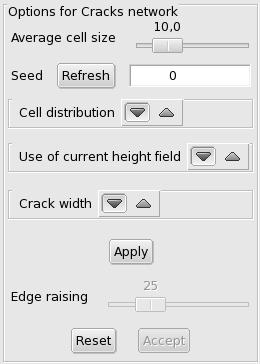 Options for Cracks network
10,0
Average cell size
Seed Refresh 0
Cell distribution
Use of current height field
Crack width
Apply
25
Edge raising
Reset Accept